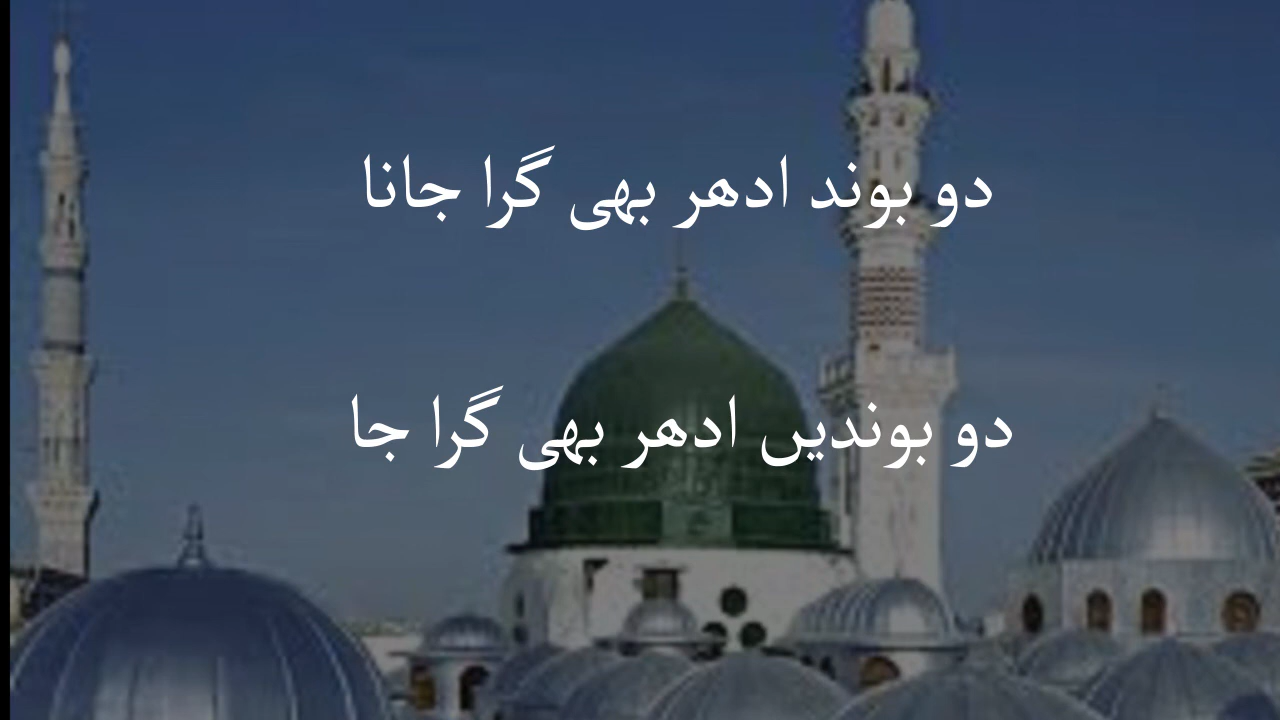 دو بوند ادھر بھی گرا جانا
دو بوندیں ادھر بھی گرا جا